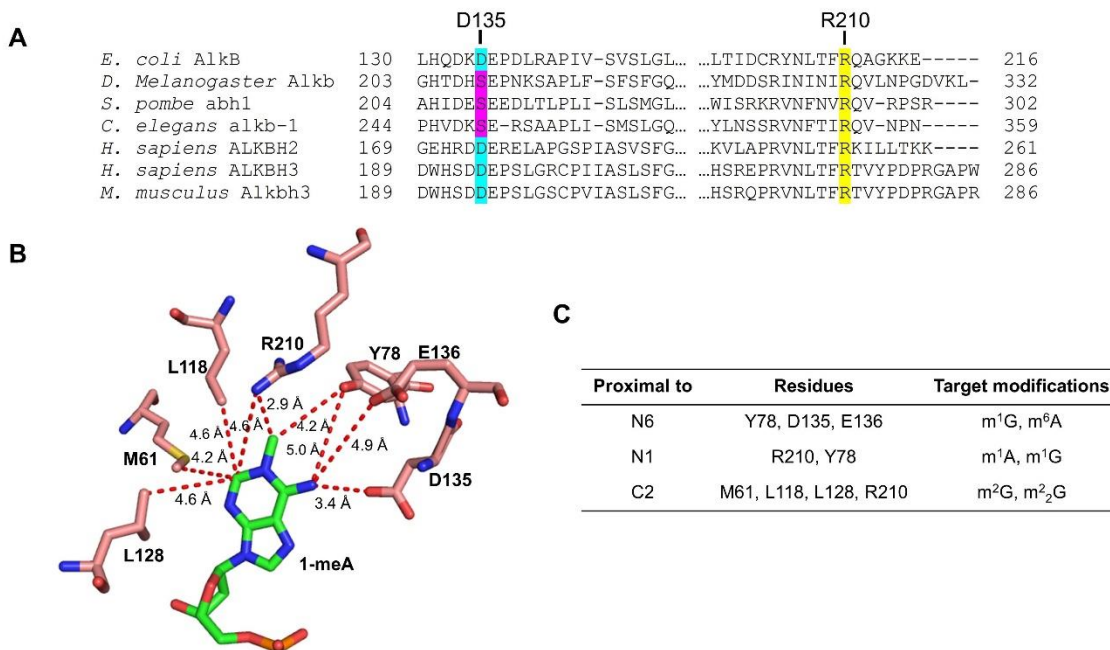 D135 R210
A
E. coli AlkB 130 LHQDKDEPDLRAPIV-SVSLGL… …LTIDCRYNLTFRQAGKKE----- 216
D. Melanogaster Alkb 203 GHTDHSEPNKSAPLF-SFSFGQ… …YMDDSRININIRQVLNPGDVKL- 332
S. pombe abh1 204 AHIDESEEDLTLPLI-SLSMGL… …WISRKRVNFNVRQV-RPSR----- 302
C. elegans alkb-1 244 PHVDKSE-RSAAPLI-SMSLGQ… …YLNSSRVNFTIRQV-NPN------ 359
H. sapiens ALKBH2 169 GEHRDDERELAPGSPIASVSFG… …KVLAPRVNLTFRKILLTKK----- 261
H. sapiens ALKBH3 189 DWHSDDEPSLGRCPIIASLSFG… …HSREPRVNLTFRTVYPDPRGAPW 286
M. musculus Alkbh3 189 DWHSDDEPSLGSCPVIASLSFG… …HSRQPRVNLTFRTVYPDPRGAPR 286
B
R210
Y78 E136
L118
2.9 Å
4.2 Å
4.6 Å 4.6 Å
5.0 Å 4.9 Å
M61 4.2 Å
D135
4.6 Å 3.4 Å
L128
1-meA
C
Proximal to Residues Target modifications
N6 Y78, D135, E136 m¹G, m⁶A
N1 R210, Y78 m¹A, m¹G
C2 M61, L118, L128, R210 m²G, m²₂G